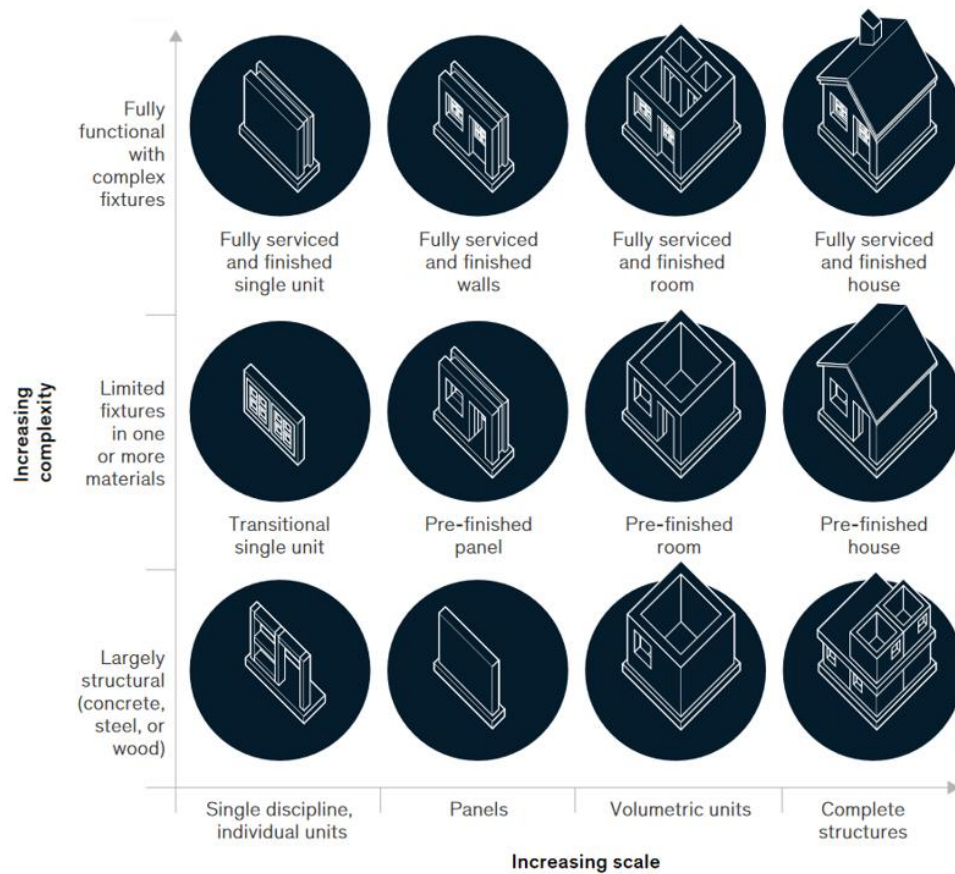 Fully
functional
with
complex
fixtures
Fully serviced
and finished
single unit
Fully serviced
and finished
walls
Fully serviced
and finished
room
Fully serviced
and finished
house
Increasing
complexity
Limited
fixtures
in one
or more
materials
Transitional
single unit
Pre-finished
panel
Pre-finished
room
Pre-finished
house
Largely
structural
(concrete,
steel, or
wood)
Single discipline,
individual units
Panels
Volumetric units
Complete
structures
Increasing scale